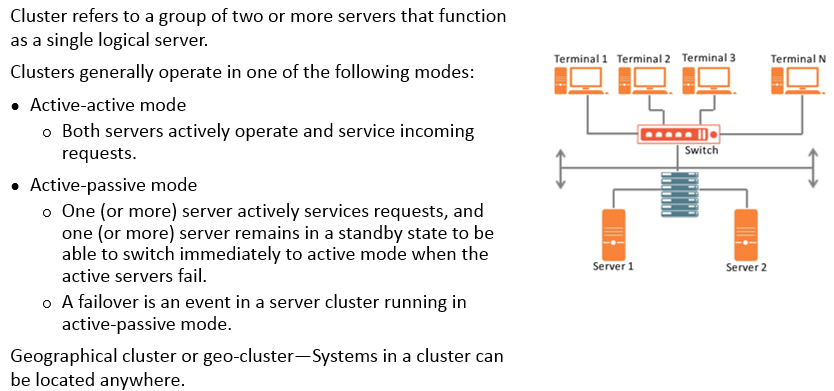 Cluster refers to a group of two or more servers that function
as a single logical server.
Clusters generally operate in one of the following modes:
• Active-active mode
o Both servers actively operate and service incoming
requests.
• Active-passive mode
o One (or more) server actively services requests, and
one (or more) server remains in a standby state to be
able to switch immediately to active mode when the
active servers fail.
o A failover is an event in a server cluster running in
active-passive mode.
Geographical cluster or geo-cluster—Systems in a cluster can
be located anywhere.
Terminal 1 Terminal 2 Terminal 3 Terminal N
Switch
Server 1 Server 2